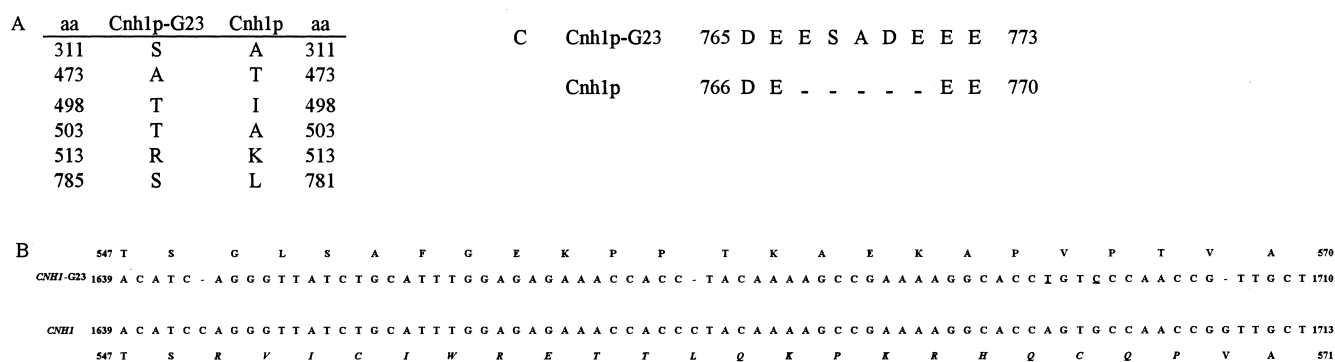 A
aa Cnh1p-G23 Cnh1p aa
311 S A 311
473 A T 473
498 T I 498
503 T A 503
513 R K 513
785 S L 781
C Cnh1p-G23 765 D E E S A D E E E 773
Cnh1p 766 D E - - - - - E E 770
B 547 T S G L S A F G E K P P T K A E K A P V P T V A 570
CNH1-G23 1639 A C A T C - A G G G T T A T C T G C A T T T G G A G A G A A A C C A C C - T A C A A A A G C C G A A A A G G C A C C T G T C C C A A C C G - T T G C T 1710
CNH1 1639 A C A T C C A G G G T T A T C T G C A T T T G G A G A G A A A C C A C C C T A C A A A A G C C G A A A A G G C A C C A G T G C C A A C C G G T T G C T 1713
547 T S R V I C I W R E T T L Q K P K R H Q C Q P V A 571